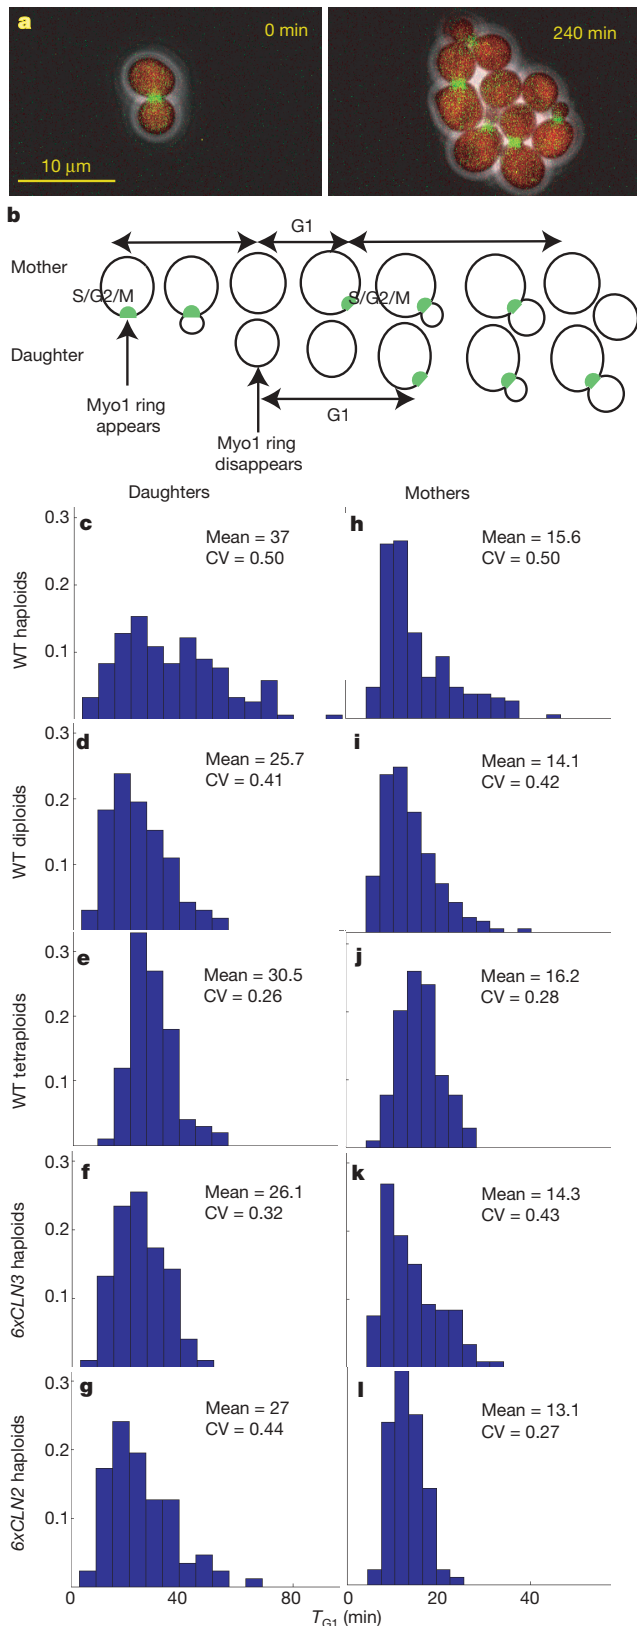 a
0 min
240 min
10 μm
b
G1
Mother
S/G2/M
S/G2/M
Daughter
Myo1 ring
appears
G1
Myo1 ring
disappears
Daughters
Mothers
WT haploids
0.3
0.2
0.1
c
Mean = 37
CV = 0.50
h
Mean = 15.6
CV = 0.50
WT diploids
0.3
0.2
0.1
d
Mean = 25.7
CV = 0.41
i
Mean = 14.1
CV = 0.42
WT tetraploids
0.3
0.2
0.1
e
Mean = 30.5
CV = 0.26
j
Mean = 16.2
CV = 0.28
6xCLN3 haploids
0.3
0.2
0.1
f
Mean = 26.1
CV = 0.32
k
Mean = 14.3
CV = 0.43
6xCLN2 haploids
0.3
0.2
0.1
g
Mean = 27
CV = 0.44
l
Mean = 13.1
CV = 0.27
0 40 80 0 20 40
TG1 (min)